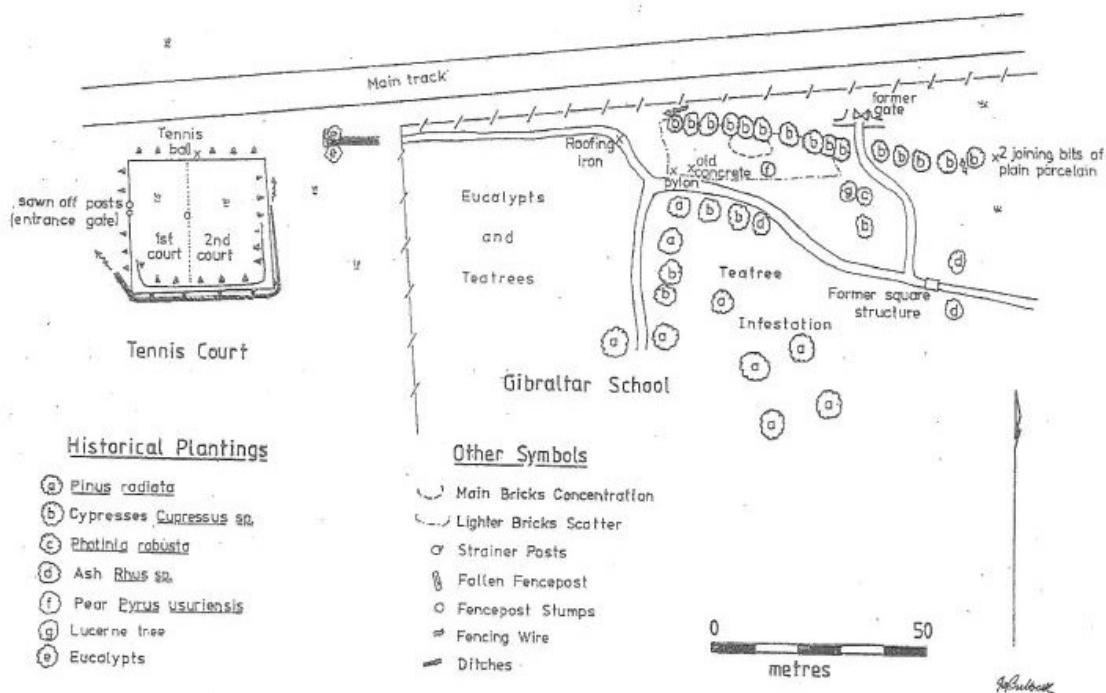 Main track
former
gate
Tennis
ball
Roofing
iron
old
concrete
pylon
2 joining bits of
plain porcelain
sawn off posts
(entrance gate)
1st
court
2nd
court
Eucalypts
and
Teatrees
Teatree
Infestation
Former square
structure
Tennis Court
Gibraltar School
Historical Plantings
a Pinus radiata
b Cypresses Cupressus sp.
c Photinia robusta
d Ash Rhus sp.
f Pear Pyrus usuriensis
g Lucerne tree
e Eucalypts
Other Symbols
Main Bricks Concentration
Lighter Bricks Scatter
Strainer Posts
Fallen Fencepost
Fencepost Stumps
Fencing Wire
Ditches
0 50
metres